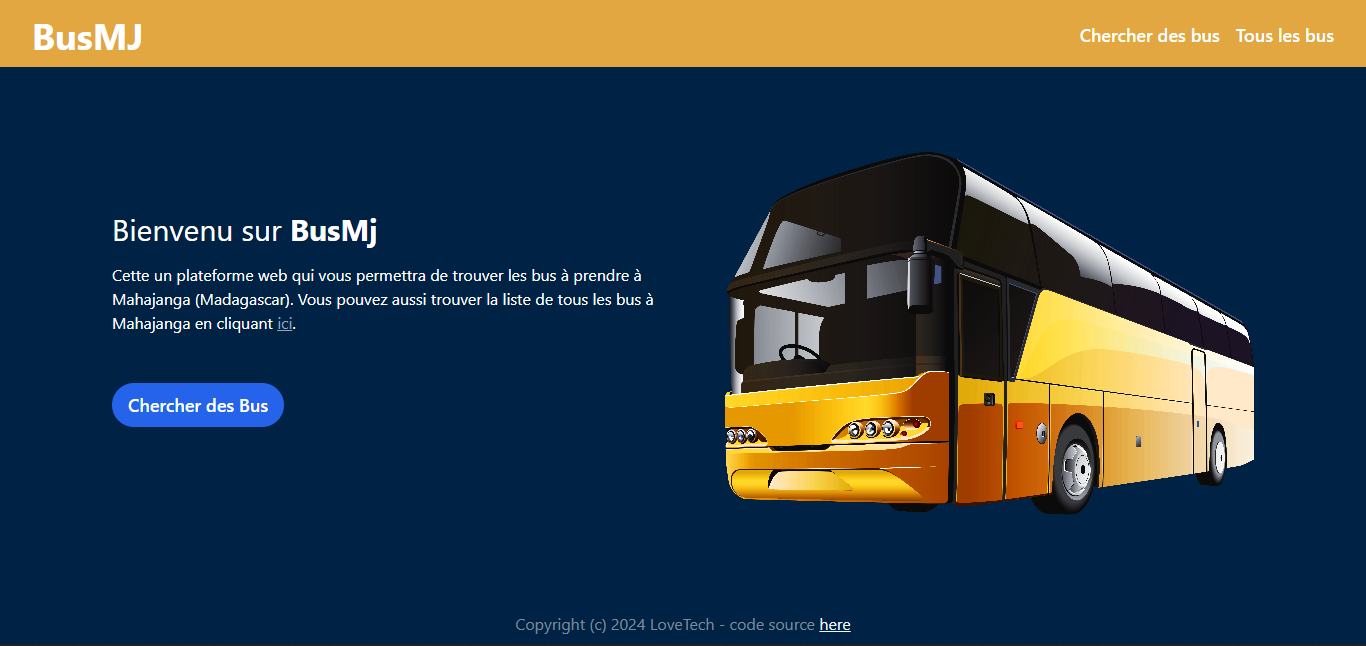 BusMJ
Chercher des bus Tous les bus
Bienvenu sur BusMj
Cette un plateforme web qui vous permettra de trouver les bus à prendre à
Mahajanga (Madagascar). Vous pouvez aussi trouver la liste de tous les bus à
Mahajanga en cliquant ici.
Chercher des Bus
Copyright (c) 2024 LoveTech - code source here